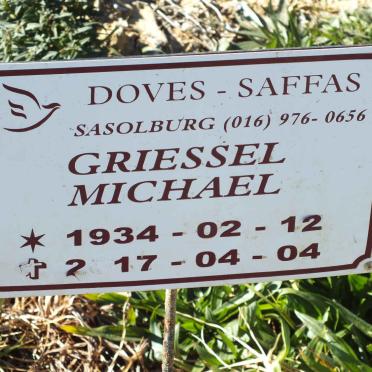 DOVES - SAFFAS
SASOLBURG (016) 976- 0656
GRIESSEL
MICHAEL
1934 - 02 - 12
2 17 - 04 - 04